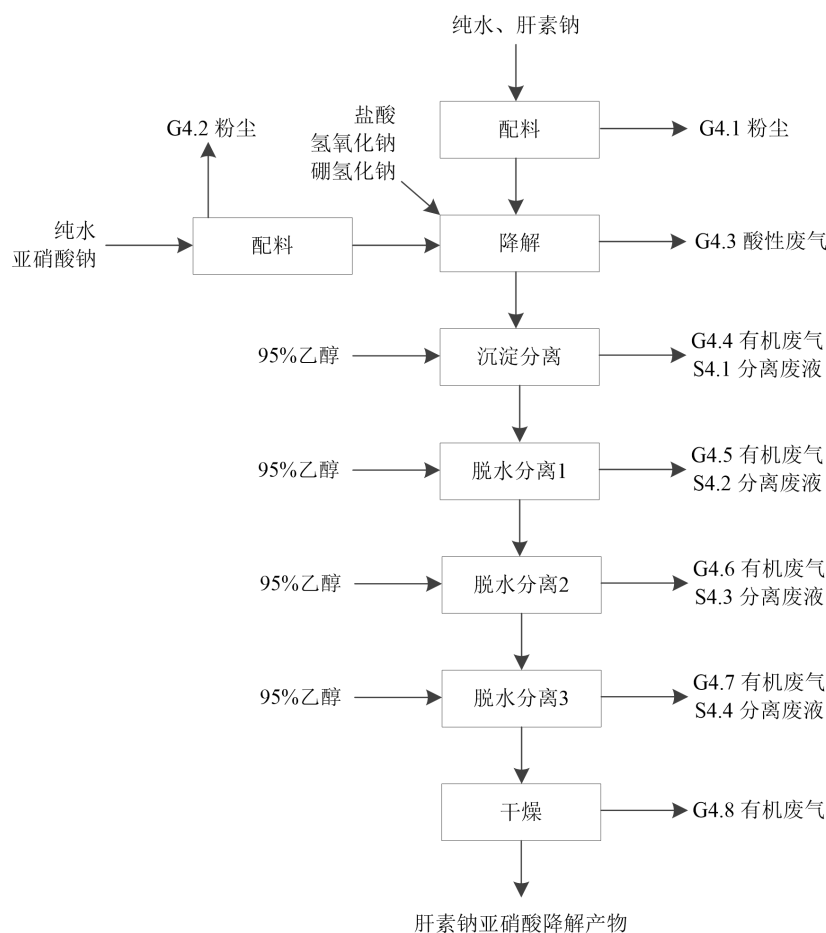 纯水、肝素钠
配料
G4.1 粉尘
G4.2 粉尘
盐酸
氢氧化钠
硼氢化钠
纯水
亚硝酸钠
配料
降解
G4.3 酸性废气
95%乙醇
沉淀分离
G4.4 有机废气
S4.1 分离废液
95%乙醇
脱水分离1
G4.5 有机废气
S4.2 分离废液
95%乙醇
脱水分离2
G4.6 有机废气
S4.3 分离废液
95%乙醇
脱水分离3
G4.7 有机废气
S4.4 分离废液
干燥
G4.8 有机废气
肝素钠亚硝酸降解产物